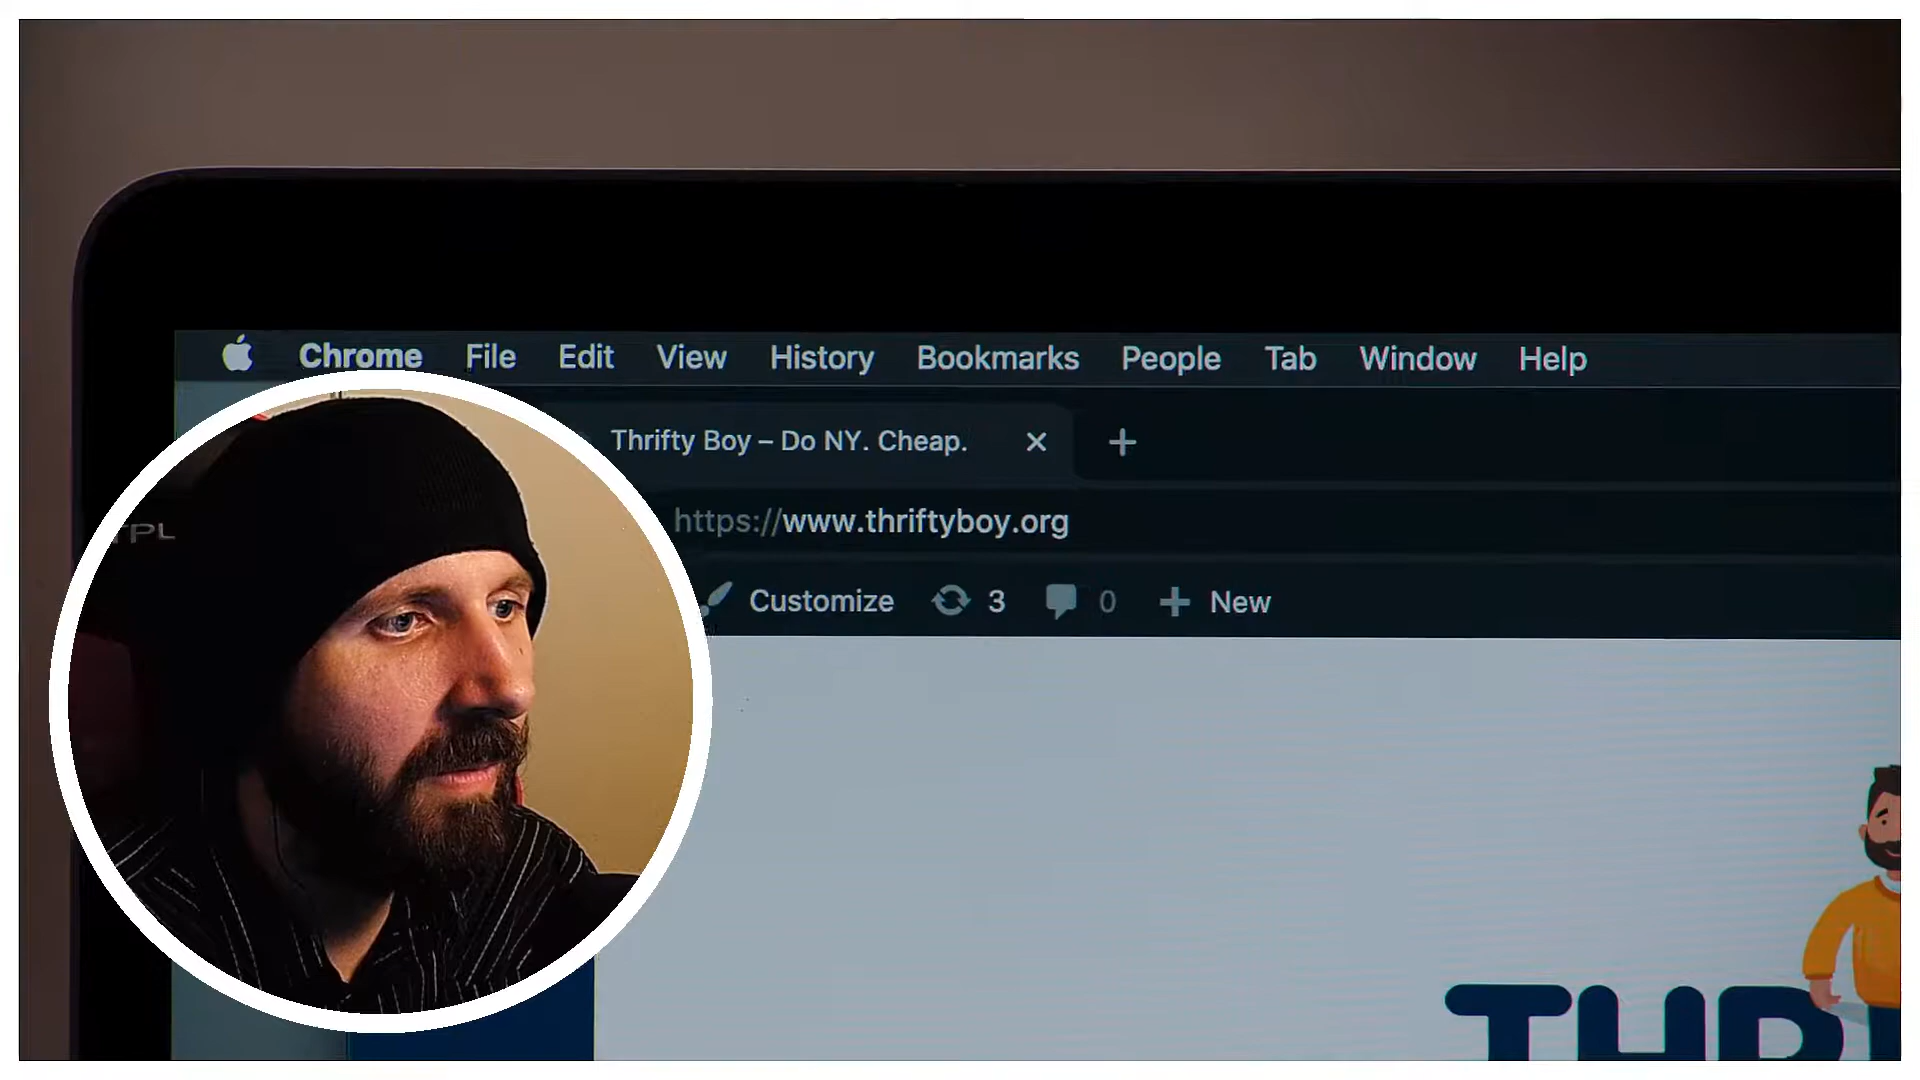 Chrome File Edit View History Bookmarks People Tab Window Help
Thrifty Boy – Do NY. Cheap.
https://www.thriftyboy.org
TPL
Customize 3 0 New